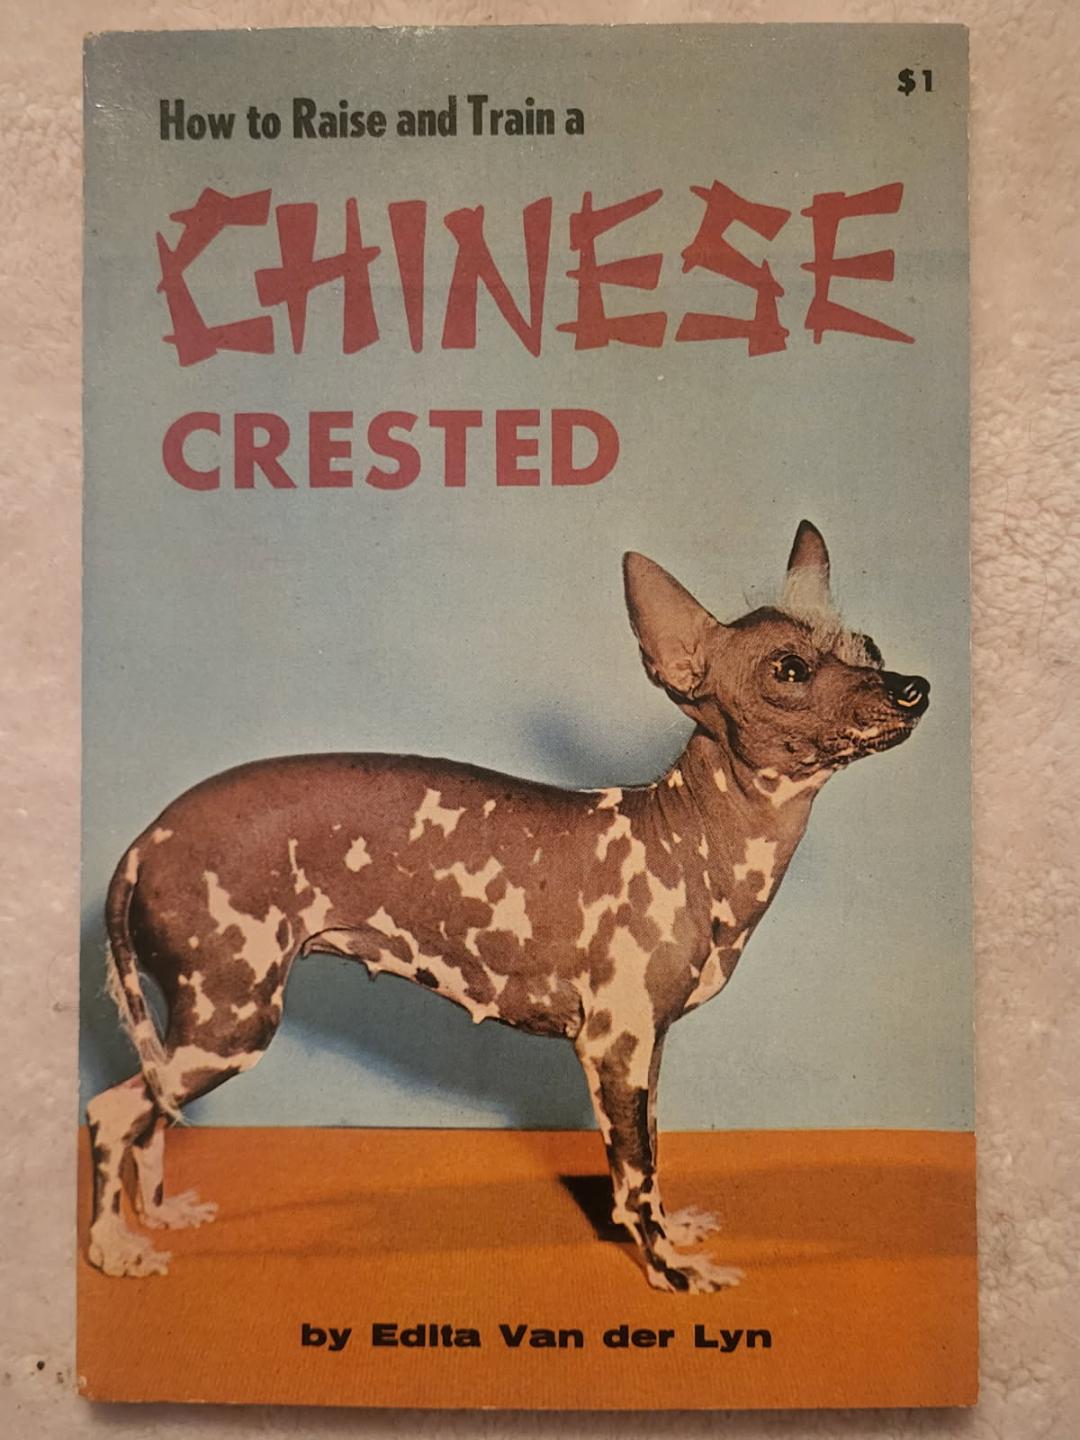 $1
How to Raise and Train a
CHINESE
CRESTED
by Edita Van der Lyn